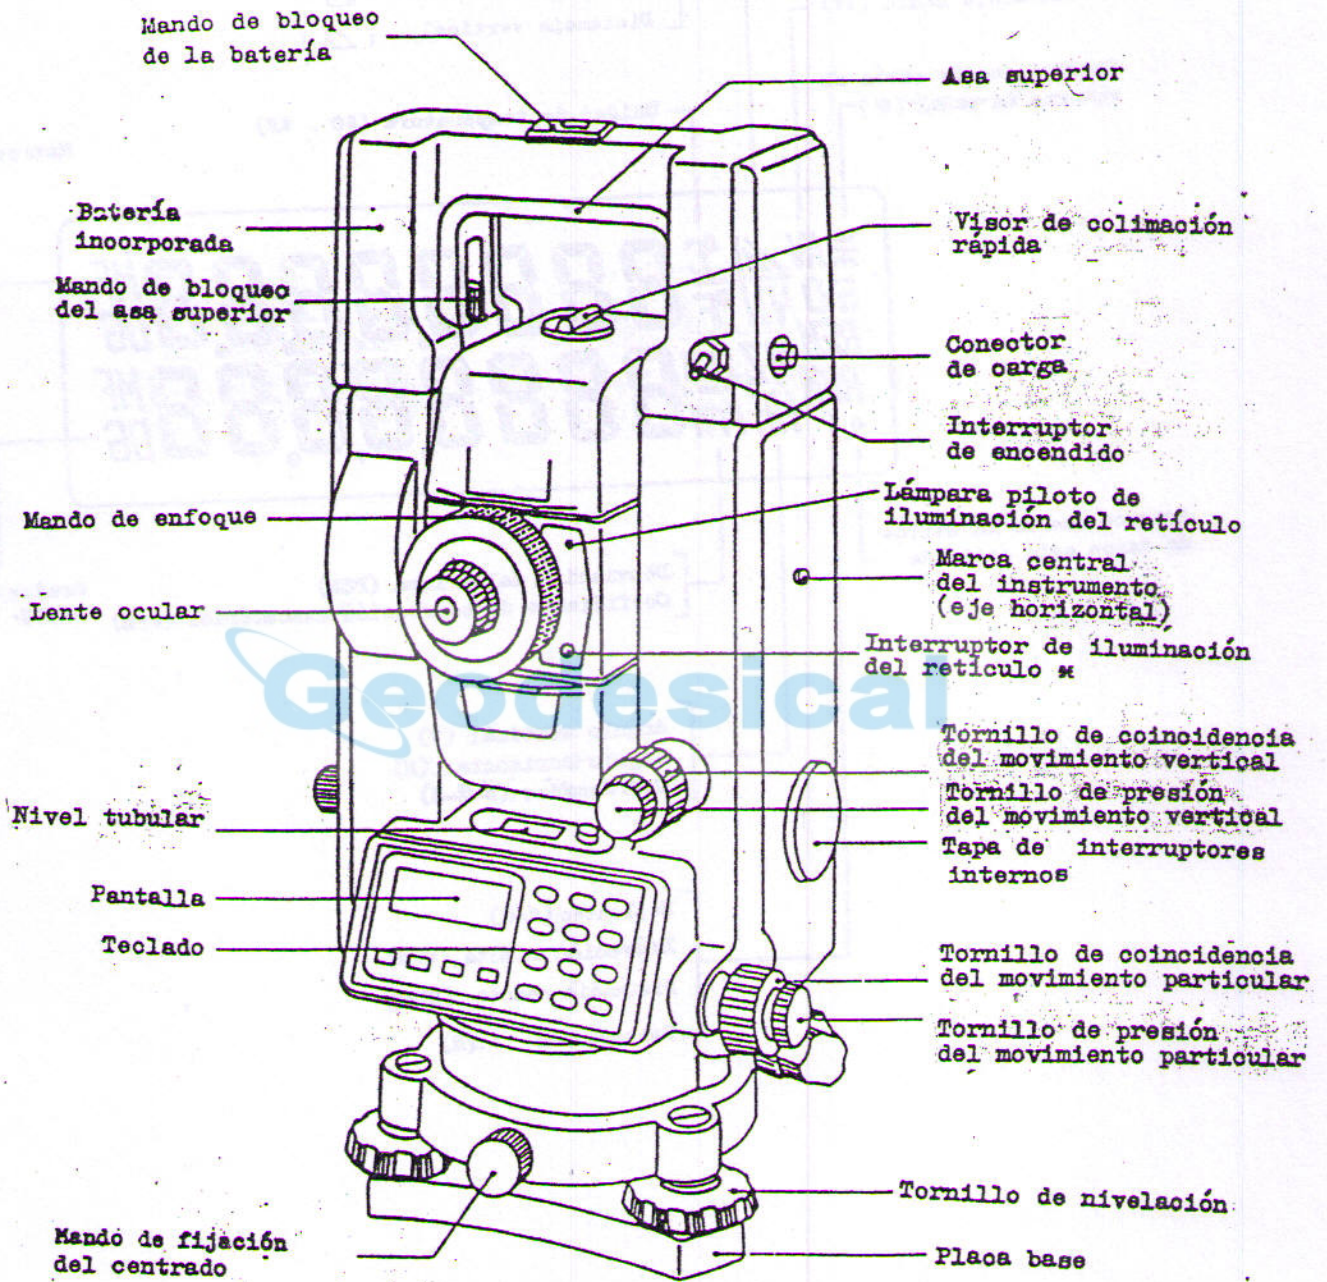 Mando de bloqueo
de la batería
Asa superior
Batería
incorporada
Visor de colimación
rápida
Mando de bloqueo
del asa superior
Conector
de carga
Interruptor
de encendido
Mando de enfoque
Lámpara piloto de
iluminación del retículo
Marca central
del instrumento
(eje horizontal)
Lente ocular
Interruptor de iluminación
del retículo
Geodesical
Tornillo de coincidencia
del movimiento vertical
Tornillo de presión
del movimiento vertical
Nivel tubular
Tapa de interruptores
internos
Pantalla
Teclado
Tornillo de coincidencia
del movimiento particular
Tornillo de presión
del movimiento particular
Tornillo de nivelación
Mando de fijación
del centrado
Placa base